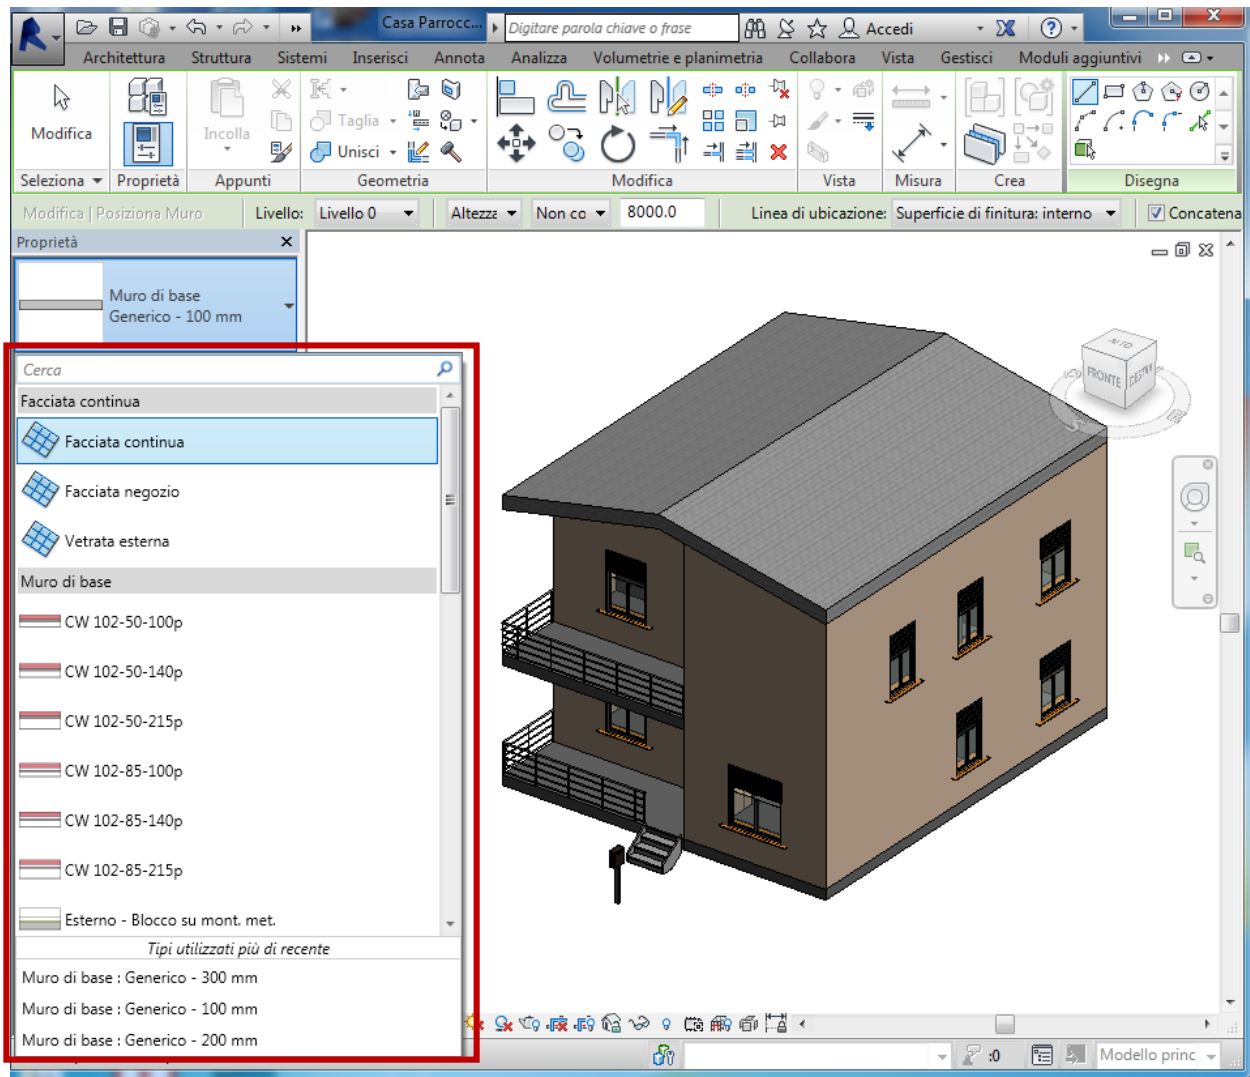 Casa Parrocc...
Digitare parola chiave o frase
Accedi
Architettura Struttura Sistemi Inserisci Annota Analizza Volumetrie e planimetria Collabora Vista Gestisci Moduli aggiuntivi
Modifica
Incolla
Taglia
Unisci
Seleziona Proprietà Appunti Geometria Modifica Vista Misura Crea Disegna
Modifica | Posiziona Muro Livello: Livello 0 Altezza Non co 8000.0 Linea di ubicazione: Superficie di finitura: interno Concatena
Proprietà
Muro di base
Generico - 100 mm
Cerca
Facciata continua
Facciata continua
Facciata negozio
Vetrata esterna
Muro di base
CW 102-50-100p
CW 102-50-140p
CW 102-50-215p
CW 102-85-100p
CW 102-85-140p
CW 102-85-215p
Esterno - Blocco su mont. met.
Tipi utilizzati più di recente
Muro di base : Generico - 300 mm
Muro di base : Generico - 100 mm
Muro di base : Generico - 200 mm
ALTO
FRONTE
:0
Modello princ